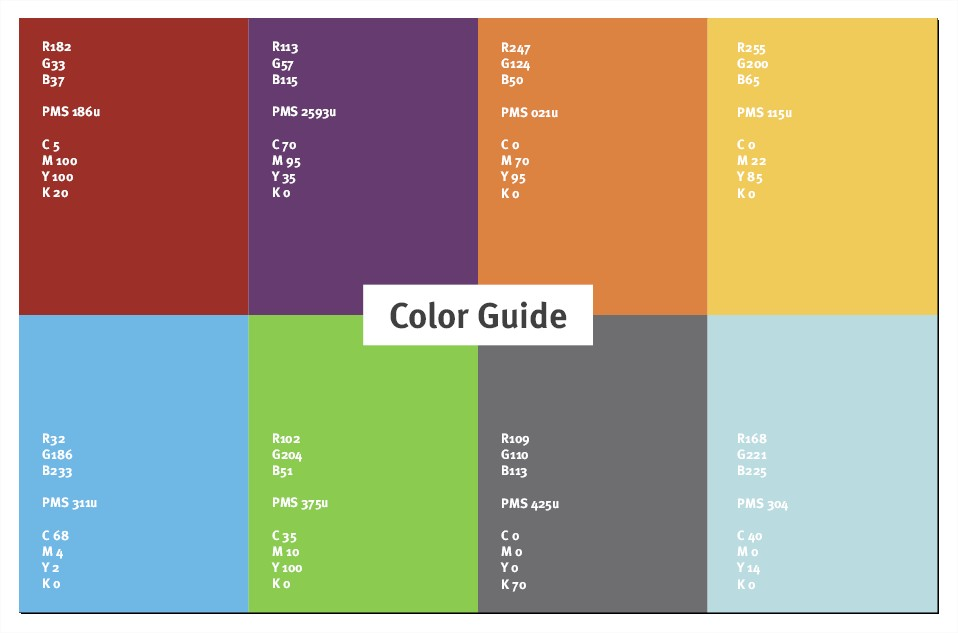 R182
G33
B37
PMS 186u
C 5
M 100
Y 100
K 20
R113
G57
B115
PMS 2593u
C 70
M 95
Y 35
K 0
R247
G124
B50
PMS 021u
C 0
M 70
Y 95
K 0
R255
G200
B65
PMS 115u
C 0
M 22
Y 85
K 0
Color Guide
R32
G186
B233
PMS 311u
C 68
M 4
Y 2
K 0
R102
G204
B51
PMS 375u
C 35
M 10
Y 100
K 0
R109
G110
B113
PMS 425u
C 0
M 0
Y 0
K 70
R168
G221
B225
PMS 304
C 40
M 0
Y 14
K 0